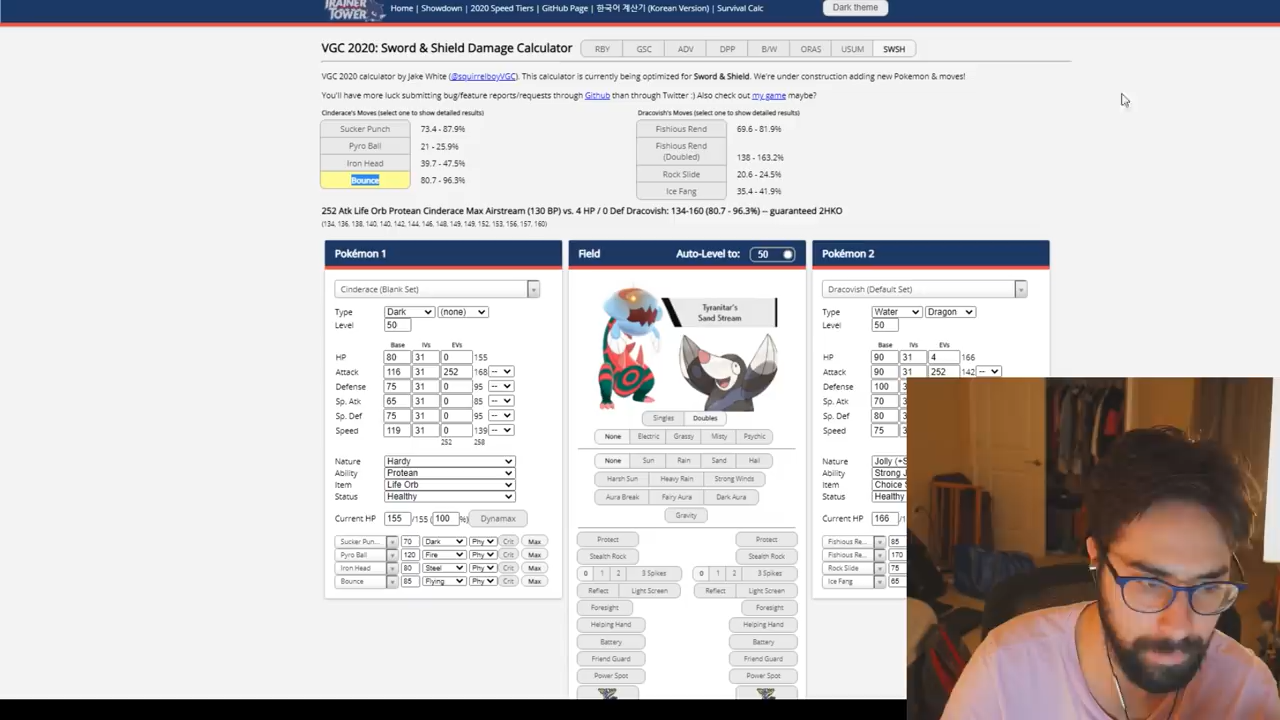 TRAINER TOWER
Home | Showdown | 2020 Speed Tiers | GitHub Page | 한국어 계산기 (Korean Version) | Survival Calc
Dark theme
VGC 2020: Sword & Shield Damage Calculator
RBY GSC ADV DPP B/W ORAS USUM SWSH
VGC 2020 calculator by Jake White (@squirrelboyVGC). This calculator is currently being optimized for Sword & Shield. We're under construction adding new Pokemon & moves!
You'll have more luck submitting bug/feature reports/requests through Github than through Twitter :) Also check out my game maybe?
Cinderace's Moves (select one to show detailed results)
Sucker Punch 73.4 - 87.9%
Pyro Ball 21 - 25.9%
Iron Head 39.7 - 47.5%
Bounce 80.7 - 96.3%
Dracovish's Moves (select one to show detailed results)
Fishious Rend 69.6 - 81.9%
Fishious Rend
(Doubled) 138 - 163.2%
Rock Slide 20.6 - 24.5%
Ice Fang 35.4 - 41.9%
252 Atk Life Orb Protean Cinderace Max Airstream (130 BP) vs. 4 HP / 0 Def Dracovish: 134-160 (80.7 - 96.3%) -- guaranteed 2HKO
(134, 136, 138, 140, 140, 142, 144, 146, 148, 149, 149, 152, 153, 156, 157, 160)
Pokémon 1
Cinderace (Blank Set)
Type Dark (none)
Level 50
Base IVs EVs
HP 80 31 0 155
Attack 116 31 252 168 --
Defense 75 31 0 95 --
Sp. Atk 65 31 0 85 --
Sp. Def 75 31 0 95 --
Speed 119 31 0 139 --
252 258
Nature Hardy
Ability Protean
Item Life Orb
Status Healthy
Current HP 155 /155 ( 100 %) Dynamax
Sucker Pun... 70 Dark Phy Crit Max
Pyro Ball 120 Fire Phy Crit Max
Iron Head 80 Steel Phy Crit Max
Bounce 85 Flying Phy Crit Max
Field Auto-Level to: 50
Tyranitar's
Sand Stream
Singles Doubles
None Electric Grassy Misty Psychic
None Sun Rain Sand Hail
Harsh Sun Heavy Rain Strong Winds
Aura Break Fairy Aura Dark Aura
Gravity
Protect Protect
Stealth Rock Stealth Rock
0 1 2 3 Spikes 0 1 2 3 Spikes
Reflect Light Screen Reflect Light Screen
Foresight Foresight
Helping Hand Helping Hand
Battery Battery
Friend Guard Friend Guard
Power Spot Power Spot
Pokémon 2
Dracovish (Default Set)
Type Water Dragon
Level 50
Base IVs EVs
HP 90 31 4 166
Attack 90 31 252 142 --
Defense 100
Sp. Atk 70
Sp. Def 80
Speed 75
Nature Jolly (+S
Ability Strong J
Item Choice
Status Healthy
Current HP 166 /1
Fishious Re... 85
Fishious Re... 170
Rock Slide 75
Ice Fang 65